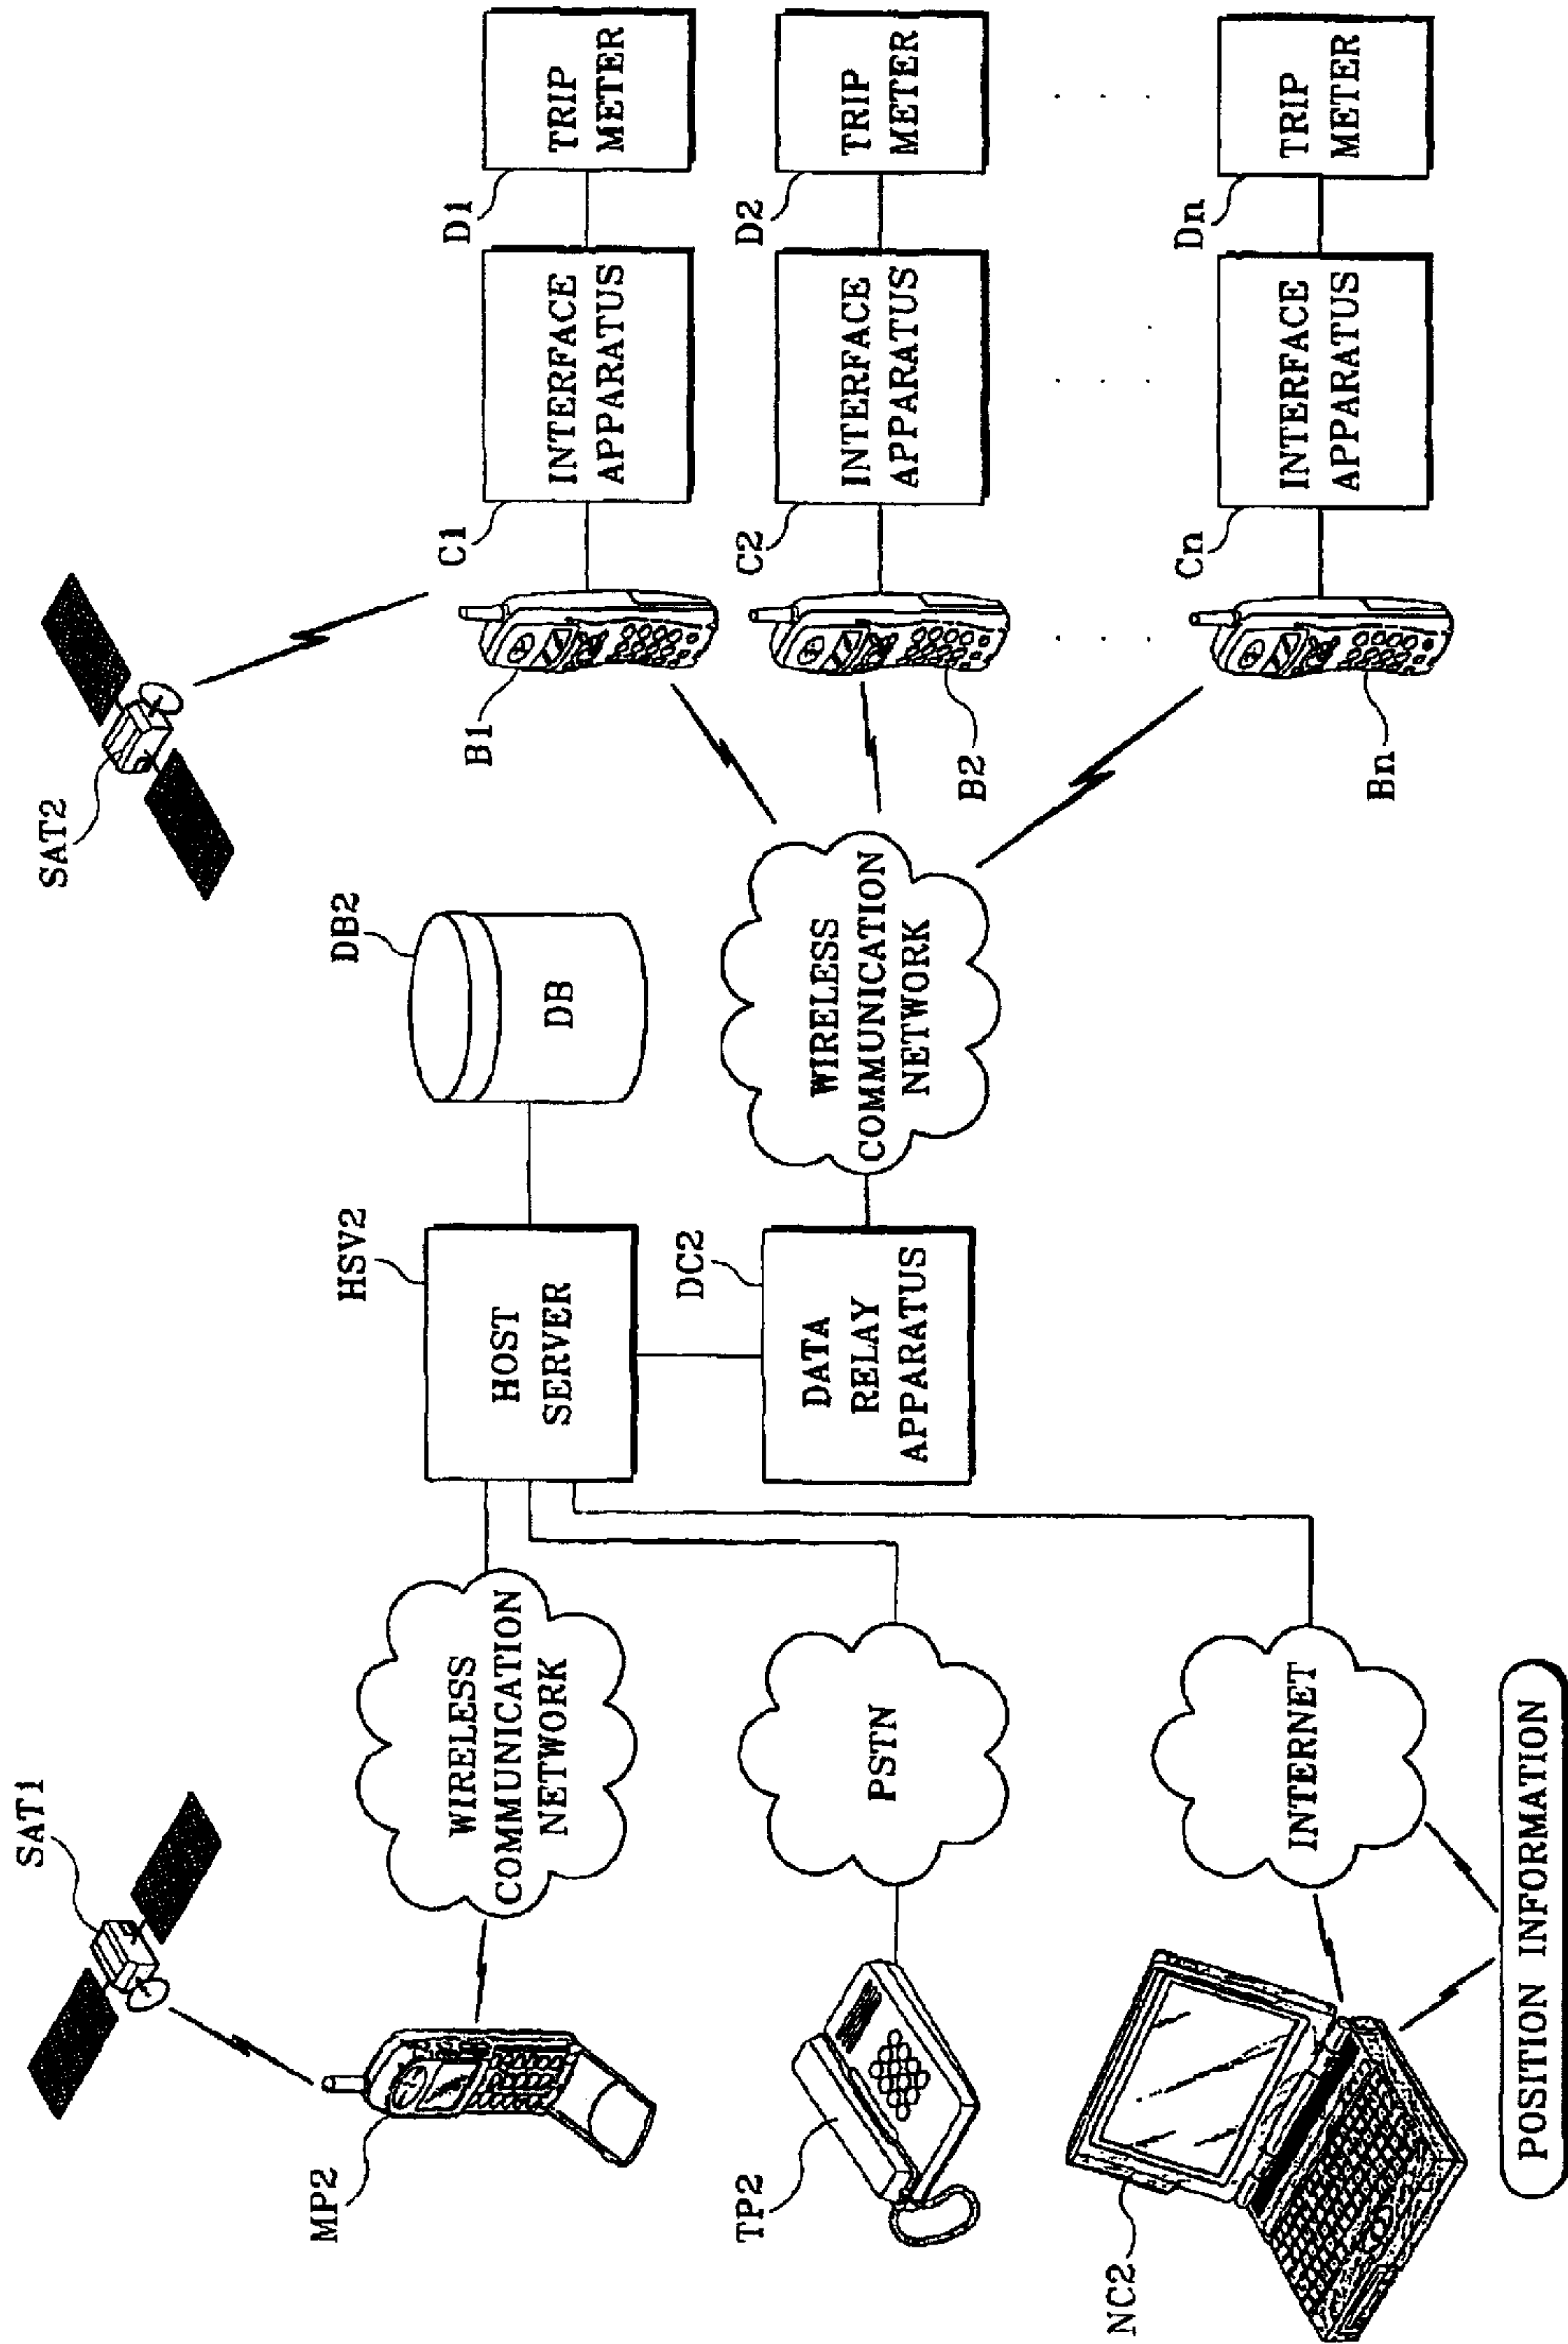 SAT1
SAT2
MP2
WIRELESS
COMMUNICATION
NETWORK
HSV2
HOST
SERVER
DB2
DB
C1
INTERFACE
APPARATUS
D1
TRIP
METER
B1
TP2
PSTN
DC2
DATA
RELAY
APPARATUS
WIRELESS
COMMUNICATION
NETWORK
B2
C2
INTERFACE
APPARATUS
D2
TRIP
METER
NC2
INTERNET
POSITION INFORMATION
Bn
Cn
INTERFACE
APPARATUS
Dn
TRIP
METER